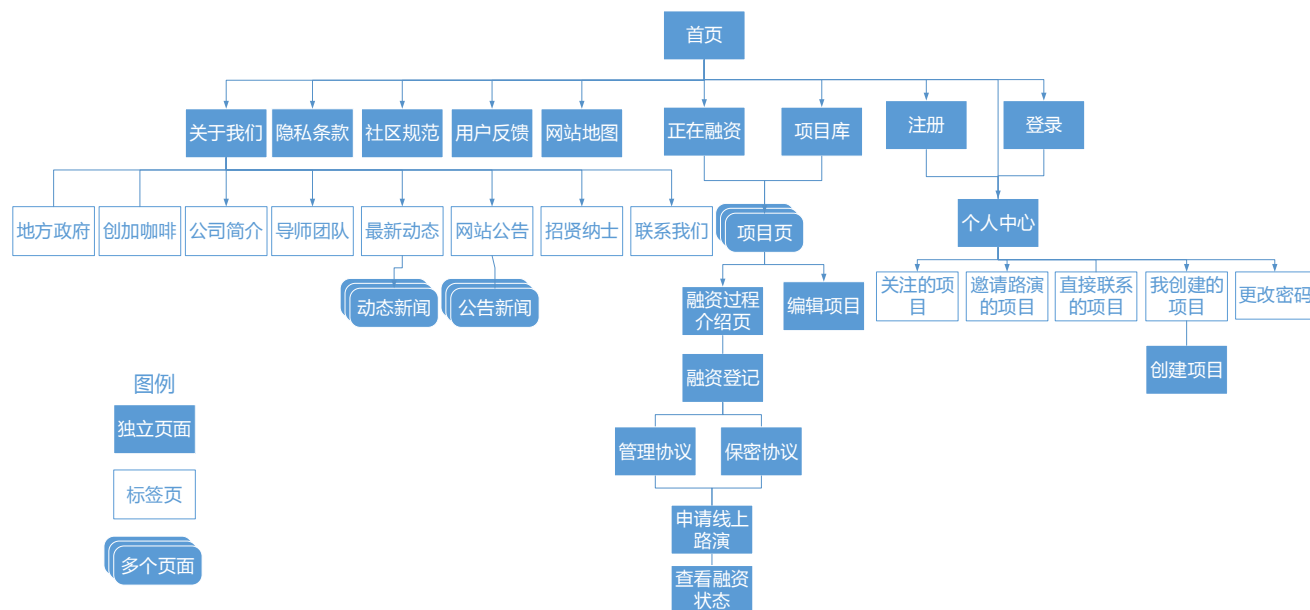 首页
关于我们
隐私条款
社区规范
用户反馈
网站地图
正在融资
项目库
注册
登录
地方政府
创加咖啡
公司简介
导师团队
最新动态
网站公告
招贤纳士
联系我们
项目页
个人中心
动态新闻
公告新闻
融资过程
介绍页
编辑项目
关注的项
目
邀请路演
的项目
直接联系
的项目
我创建的
项目
更改密码
创建项目
融资登记
管理协议
保密协议
申请线上
路演
查看融资
状态
图例
独立页面
标签页
多个页面